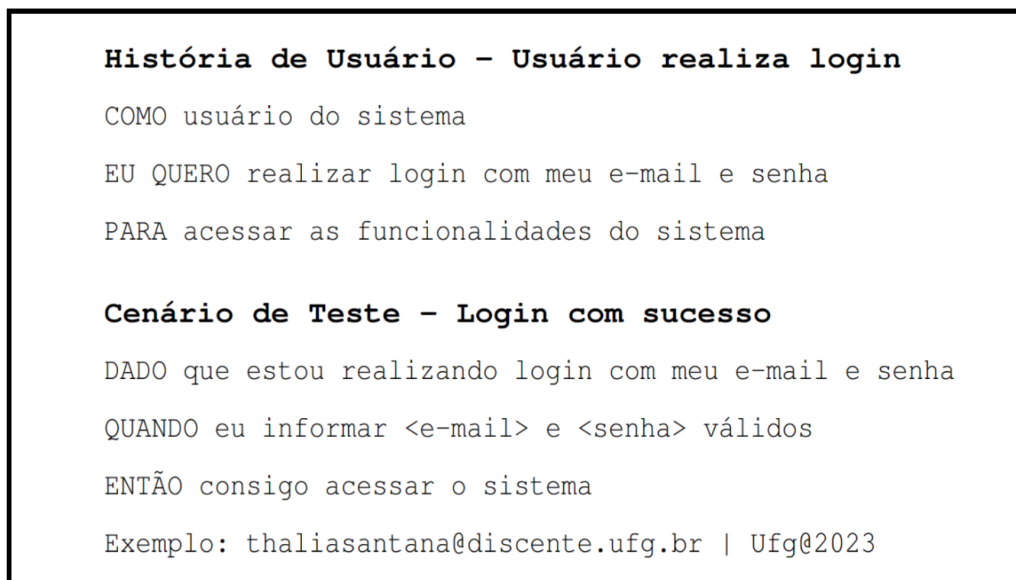 História de Usuário – Usuário realiza login
COMO usuário do sistema
EU QUERO realizar login com meu e-mail e senha
PARA acessar as funcionalidades do sistema
Cenário de Teste – Login com sucesso
DADO que estou realizando login com meu e-mail e senha
QUANDO eu informar <e-mail> e <senha> válidos
ENTÃO consigo acessar o sistema
Exemplo: thaliasantana@discente.ufg.br | Ufg@2023